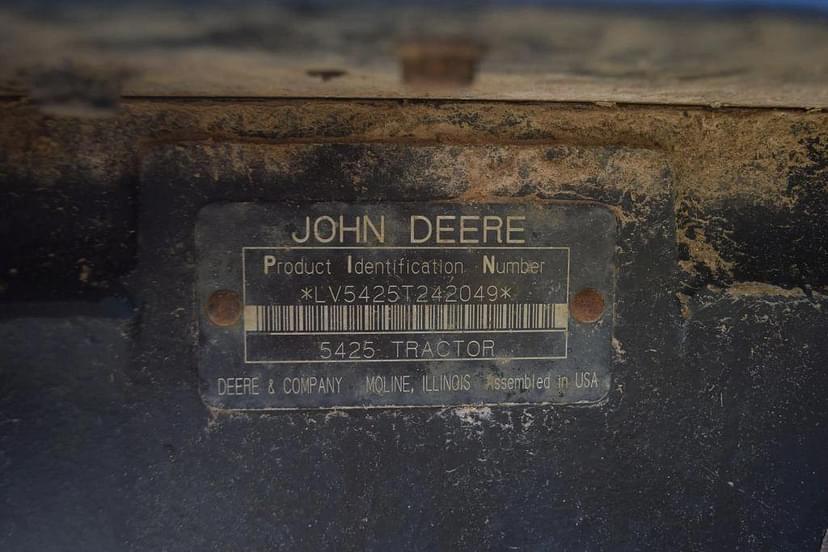 JOHN DEERE
Product Identification Number
*LV5425T242049*
5425 TRACTOR
DEERE & COMPANY MOLINE, ILLINOIS Assembled in USA